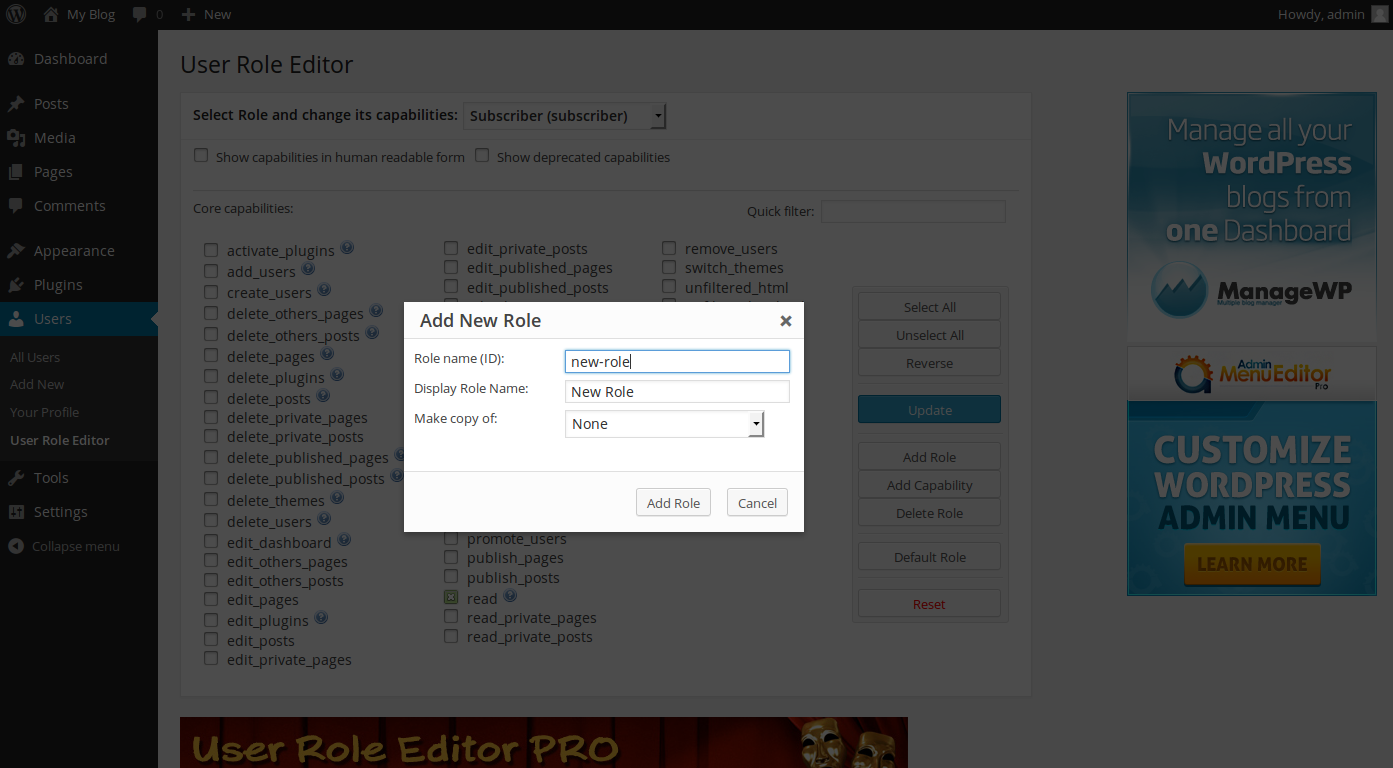 My Blog
0
New
Howdy, admin
Dashboard
Posts
Media
Pages
Comments
Appearance
Plugins
Users
All Users
Add New
Your Profile
User Role Editor
Tools
Settings
Collapse menu
User Role Editor
Select Role and change its capabilities: Subscriber (subscriber)
Show capabilities in human readable form Show deprecated capabilities
Core capabilities:
Quick filter:
activate_plugins
add_users
create_users
delete_others_pages
delete_others_posts
delete_pages
delete_plugins
delete_posts
delete_private_pages
delete_private_posts
delete_published_pages
delete_published_posts
delete_themes
delete_users
edit_dashboard
edit_others_pages
edit_others_posts
edit_pages
edit_plugins
edit_posts
edit_private_pages
edit_private_posts
edit_published_pages
edit_published_posts
promote_users
publish_pages
publish_posts
read
read_private_pages
read_private_posts
remove_users
switch_themes
unfiltered_html
Add New Role
Role name (ID): new-role
Display Role Name: New Role
Make copy of: None
Add Role Cancel
Select All
Unselect All
Reverse
Update
Add Role
Add Capability
Delete Role
Default Role
Reset
Manage all your
WordPress
blogs from
one Dashboard
ManageWP
Multiple blog manager
Admin
MenuEditor
Pro
CUSTOMIZE
WORDPRESS
ADMIN MENU
LEARN MORE
User Role Editor PRO